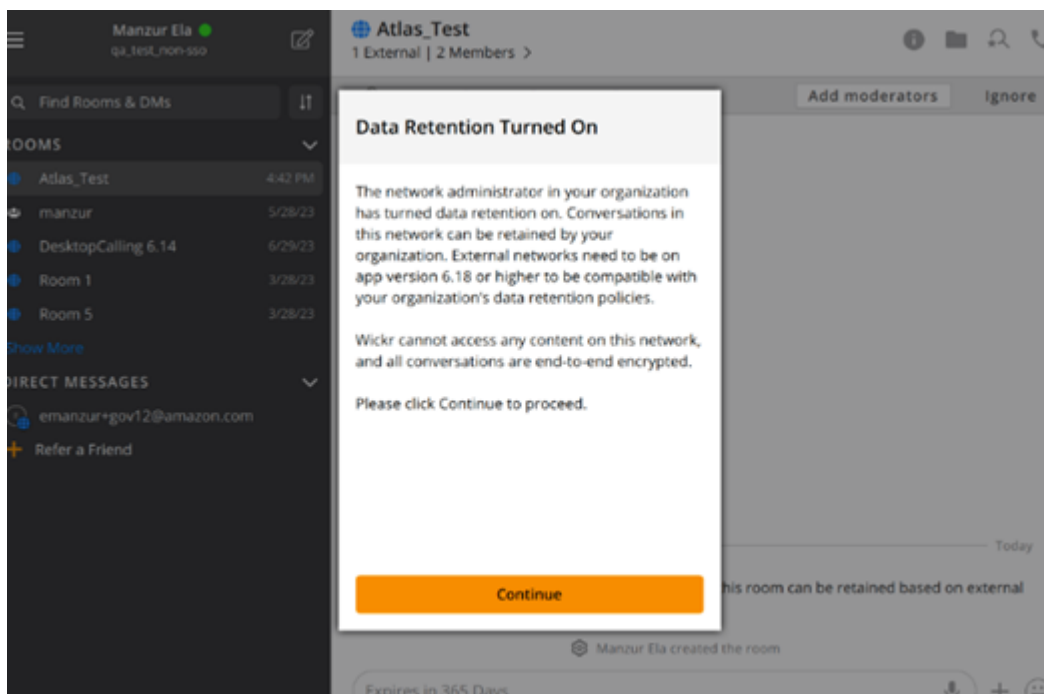 Manzur Ela
qa_test_non-sso
Find Rooms & DMs
ROOMS
Atlas_Test 4:42 PM
manzur 5/28/23
DesktopCalling 6.14 6/29/23
Room 1 3/28/23
Room 5 3/28/23
Show More
DIRECT MESSAGES
emanzur+gov12@amazon.com
Refer a Friend
Atlas_Test
1 External | 2 Members >
Add moderators Ignore
Data Retention Turned On
The network administrator in your organization
has turned data retention on. Conversations in
this network can be retained by your
organization. External networks need to be on
app version 6.18 or higher to be compatible with
your organization's data retention policies.
Wickr cannot access any content on this network,
and all conversations are end-to-end encrypted.
Please click Continue to proceed.
Continue
Today
his room can be retained based on external
Manzur Ela created the room
Expires in 365 Days